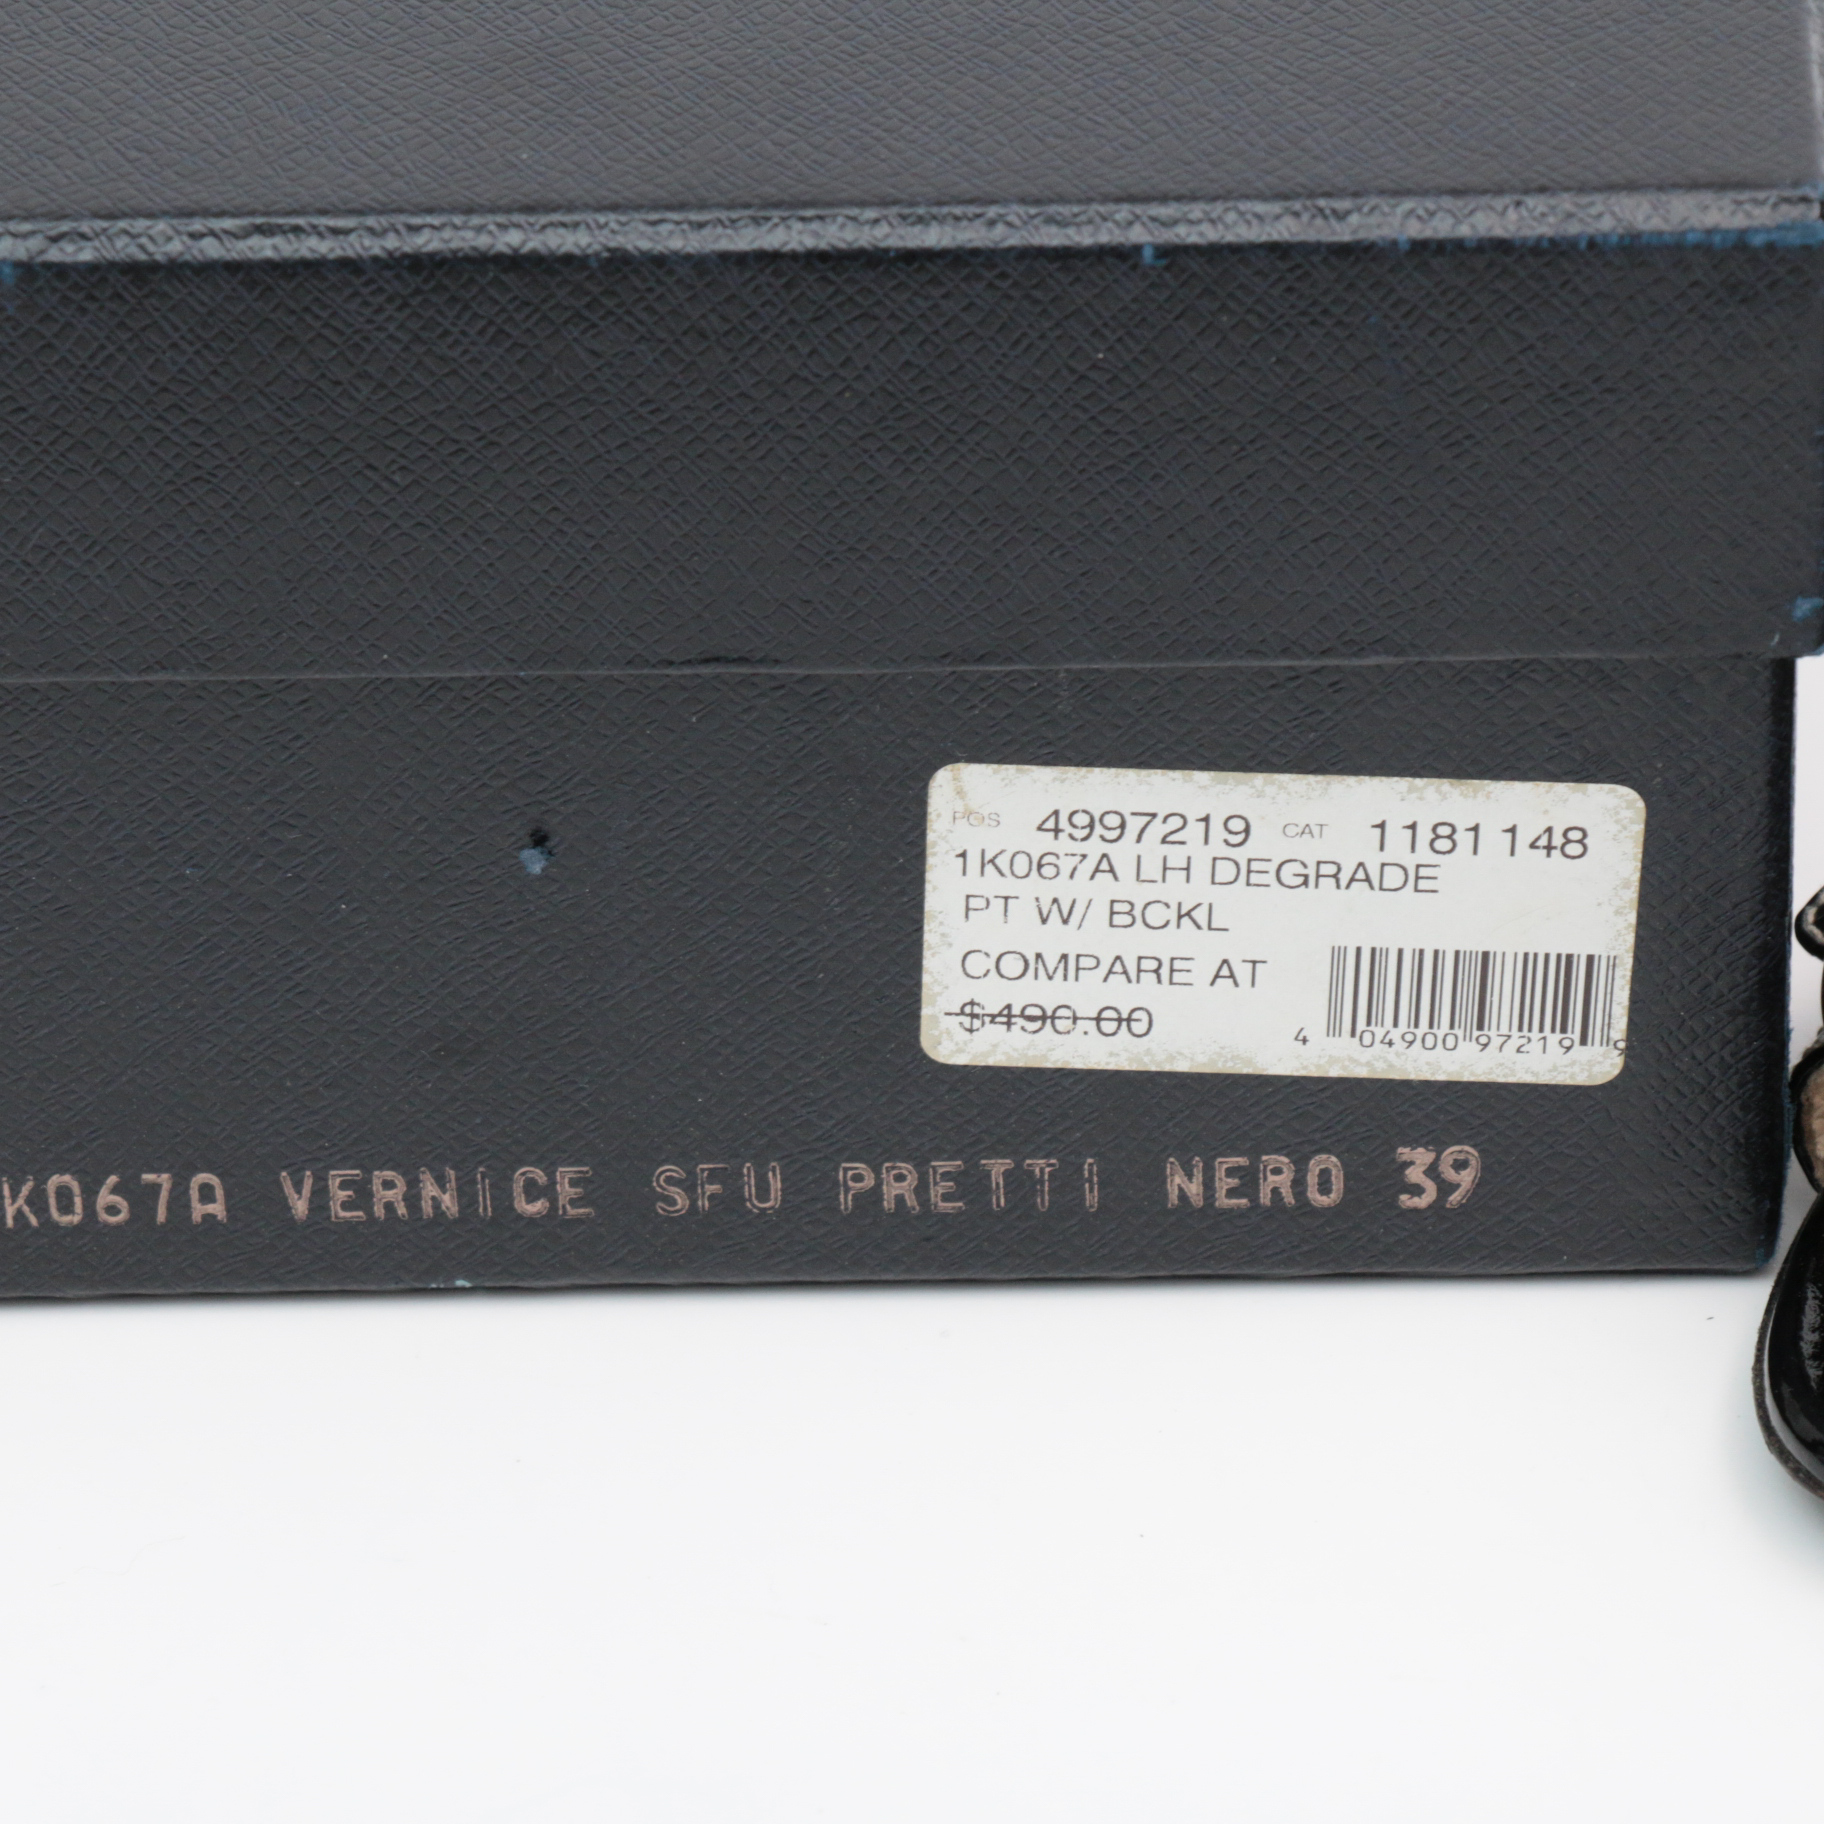 POS 4997219 CAT 1181148
1K067A LH DEGRADE
PT W/ BCKL
COMPARE AT
$490.00
4 04900 97219 9
K067A VERNICE SFU PRETTI NERO 39